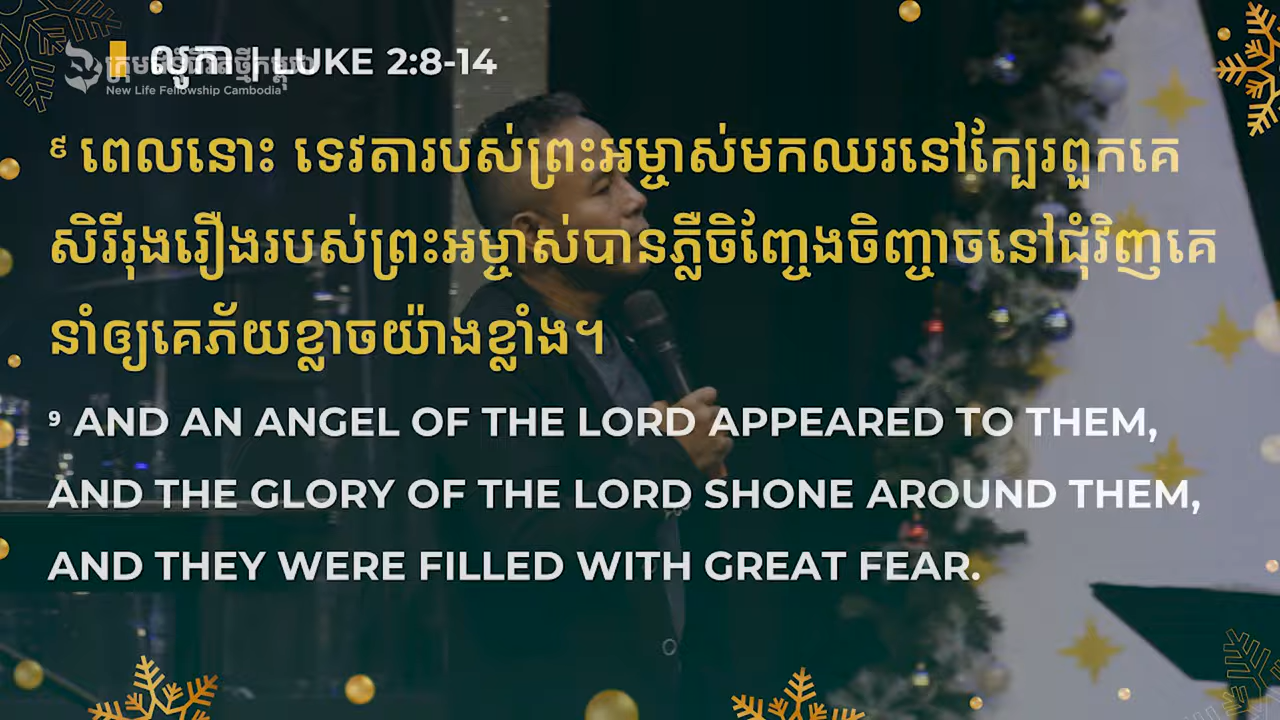 លូកា | LUKE 2:8-14
New Life Fellowship Cambodia
៩ ពេលនោះ ទេវតារបស់ព្រះអម្ចាស់មកឈរនៅក្បែរពួកគេ
សិរីរុងរឿងរបស់ព្រះអម្ចាស់បានភ្លឺចិញ្ចែងចិញ្ចាចនៅជុំវិញគេ
នាំឲ្យគេភ័យខ្លាចយ៉ាងខ្លាំង។
9 AND AN ANGEL OF THE LORD APPEARED TO THEM,
AND THE GLORY OF THE LORD SHONE AROUND THEM,
AND THEY WERE FILLED WITH GREAT FEAR.